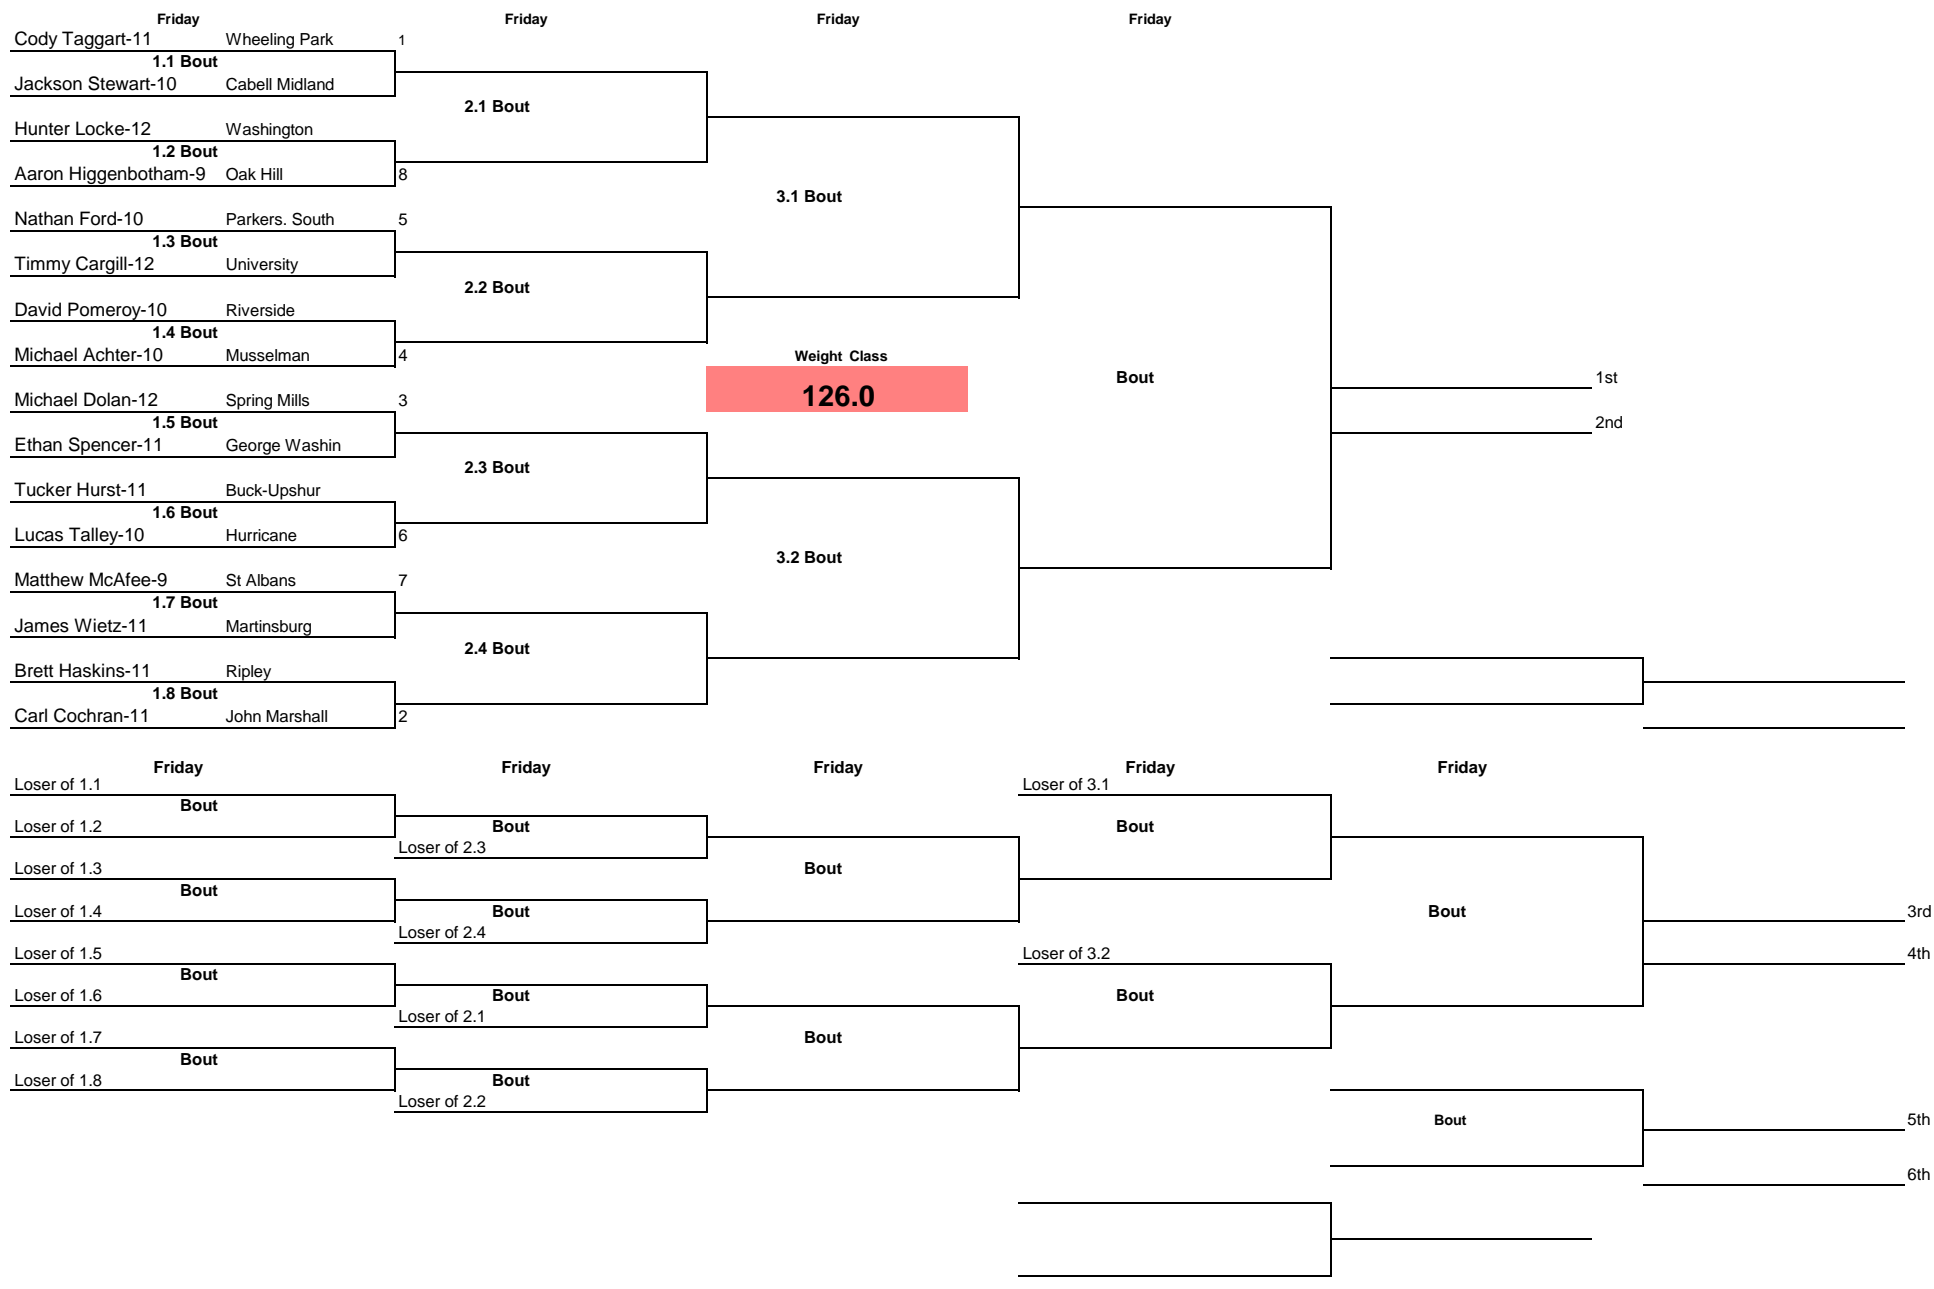 Friday Friday Friday Friday
Cody Taggart-11 Wheeling Park 1
1.1 Bout
Jackson Stewart-10 Cabell Midland
2.1 Bout
Hunter Locke-12 Washington
1.2 Bout
Aaron Higgenbotham-9 Oak Hill 8
3.1 Bout
Nathan Ford-10 Parkers. South 5
1.3 Bout
Timmy Cargill-12 University
2.2 Bout
David Pomeroy-10 Riverside
1.4 Bout
Michael Achter-10 Musselman 4
Weight Class
Bout 1st
126.0
Michael Dolan-12 Spring Mills 3
1.5 Bout 2nd
Ethan Spencer-11 George Washin
2.3 Bout
Tucker Hurst-11 Buck-Upshur
1.6 Bout
Lucas Talley-10 Hurricane 6
3.2 Bout
Matthew McAfee-9 St Albans 7
1.7 Bout
James Wietz-11 Martinsburg
2.4 Bout
Brett Haskins-11 Ripley
1.8 Bout
Carl Cochran-11 John Marshall 2
Friday Friday Friday Friday Friday
Loser of 1.1 Loser of 3.1
Bout
Loser of 1.2 Bout Bout
Loser of 2.3
Loser of 1.3 Bout
Bout
Loser of 1.4 Bout Bout 3rd
Loser of 2.4
Loser of 1.5 Loser of 3.2 4th
Bout
Loser of 1.6 Bout Bout
Loser of 2.1
Loser of 1.7 Bout
Bout
Loser of 1.8 Bout
Loser of 2.2
Bout 5th
6th